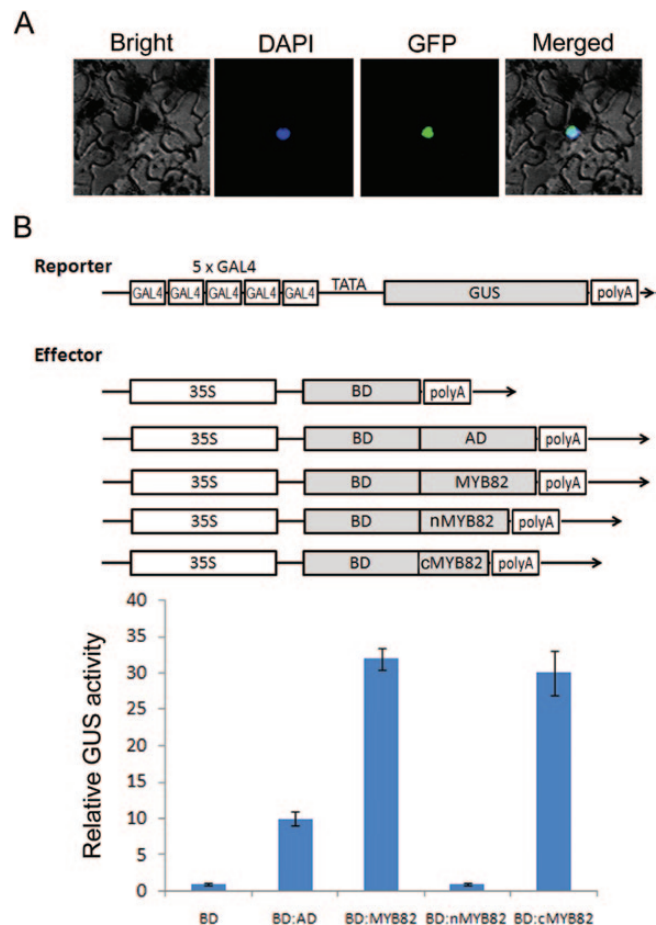 A
Bright DAPI GFP Merged
B
5 x GAL4
Reporter
GAL4 GAL4 GAL4 GAL4 GAL4 TATA GUS polyA
Effector
35S BD polyA
35S BD AD polyA
35S BD MYB82 polyA
35S BD nMYB82 polyA
35S BD cMYB82 polyA
Relative GUS activity
40
35
30
25
20
15
10
5
0
BD BD:AD BD:MYB82 BD:nMYB82 BD:cMYB82